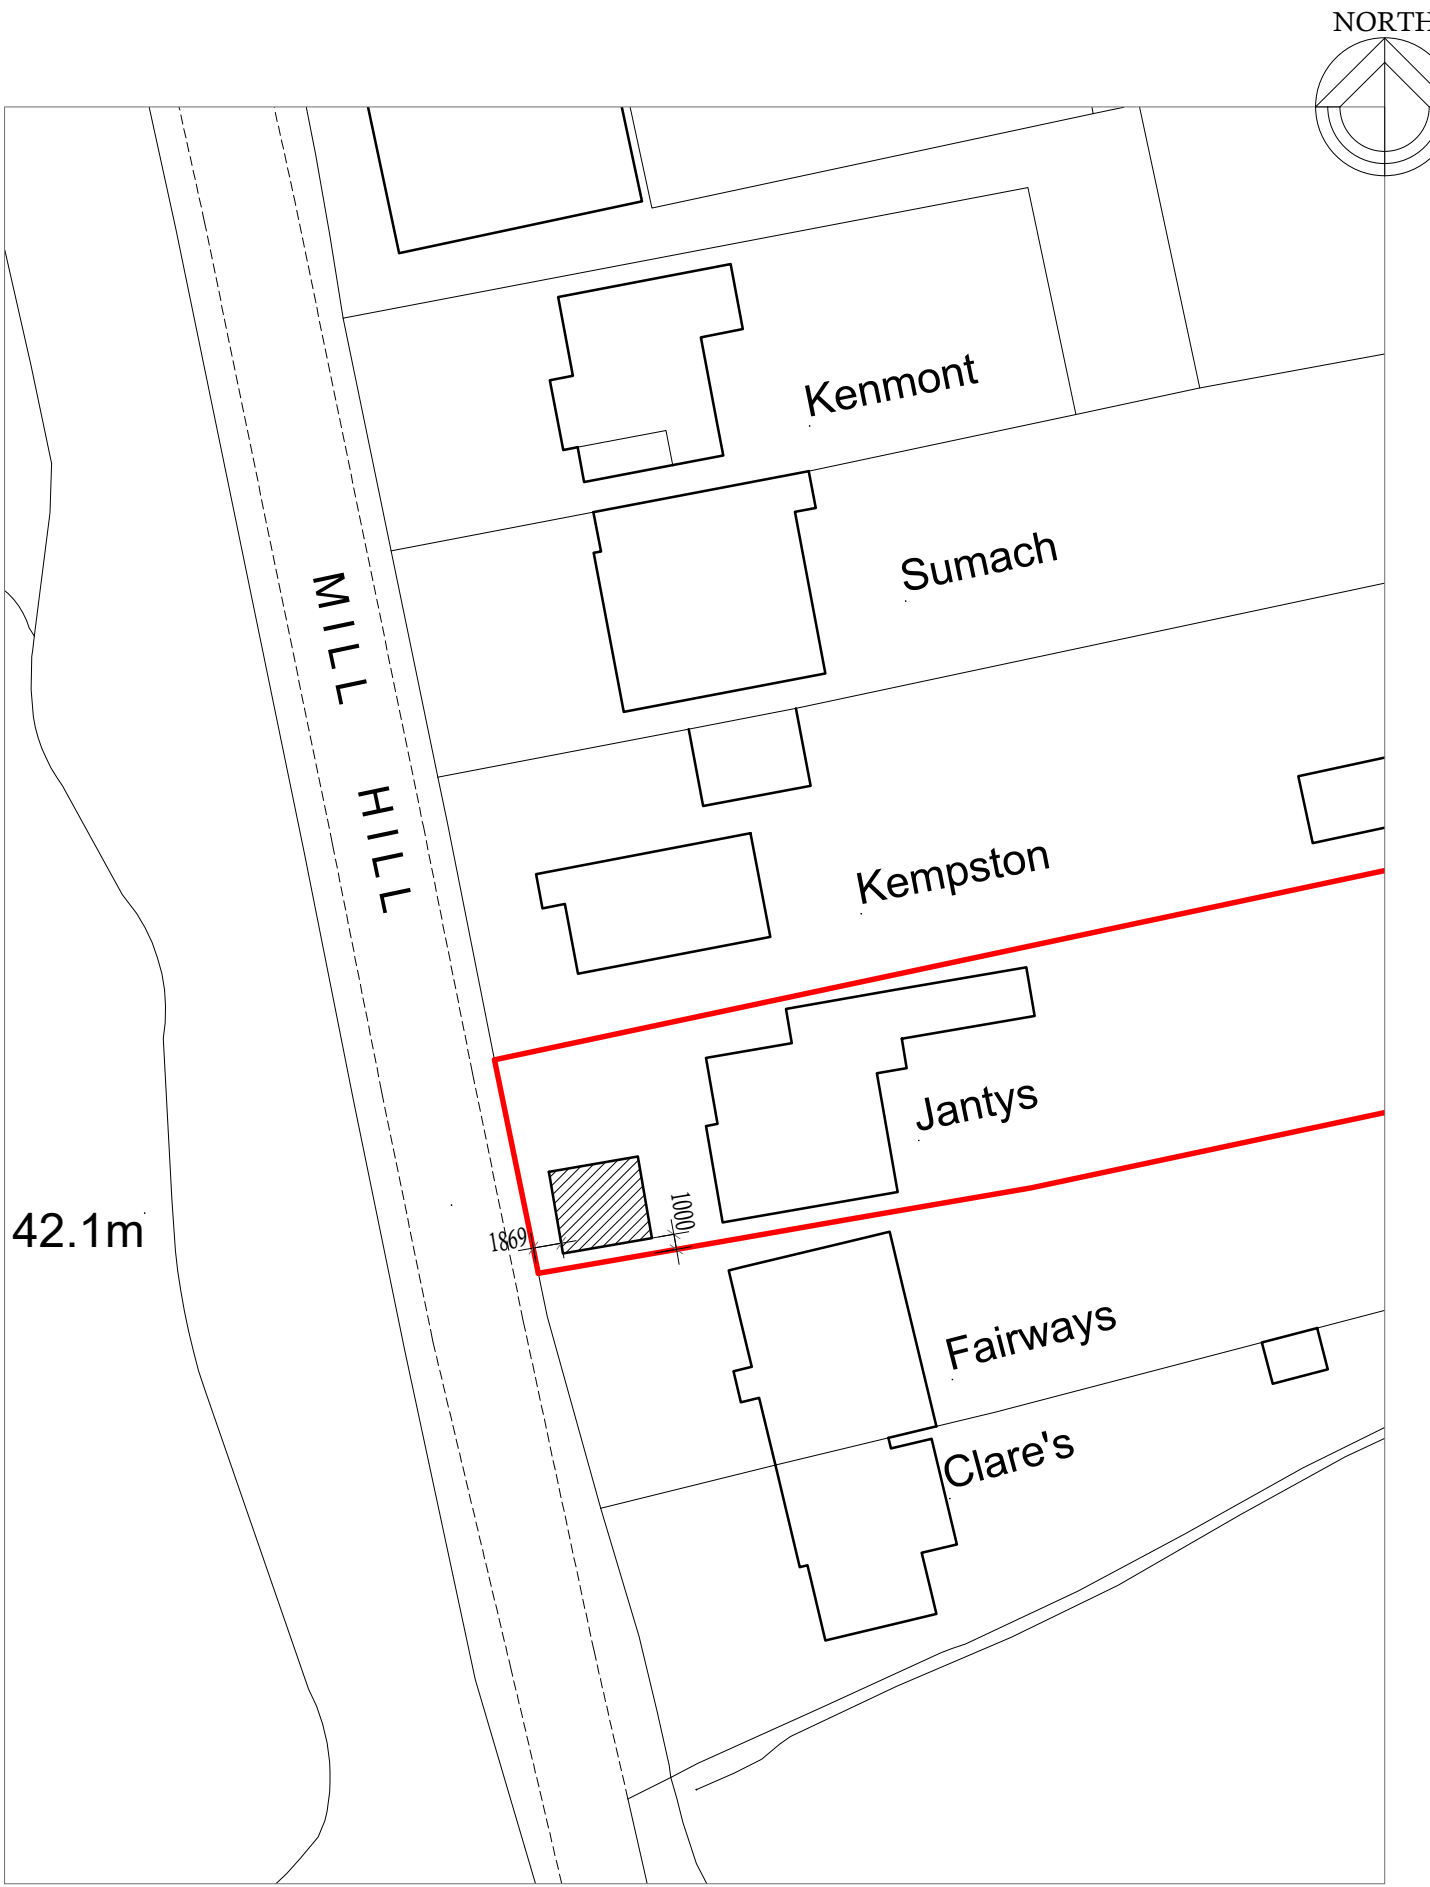 NORTH
Kenmont
Sumach
MILL HILL
Kempston
Jantys
1000
1869
42.1m
Fairways
Clare's